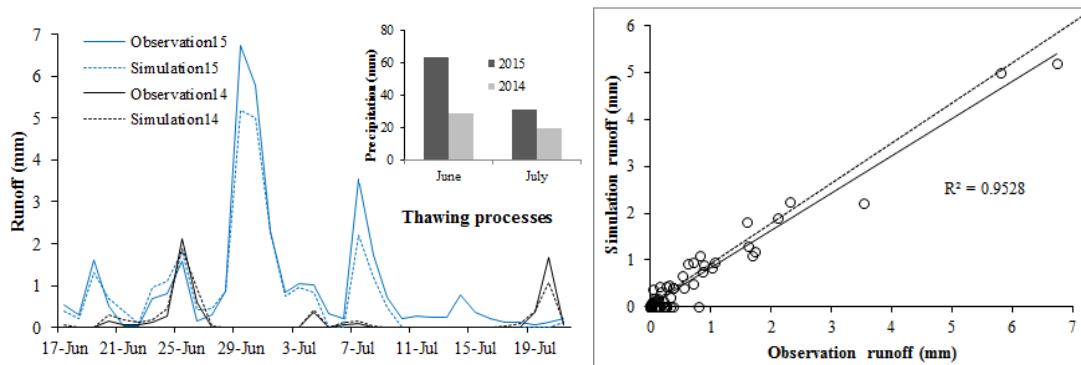 7
6
5
4
3
2
1
0
Runoff (mm)
17-Jun 21-Jun 25-Jun 29-Jun 3-Jul 7-Jul 11-Jul 15-Jul 19-Jul
Observation15
Simulation15
Observation14
Simulation14
80
60
40
20
0
Precipitation (mm)
2015
2014
June July
Thawing processes
6
5
4
3
2
1
0
Simulation runoff (mm)
R² = 0.9528
0 1 2 3 4 5 6 7
Observation runoff (mm)